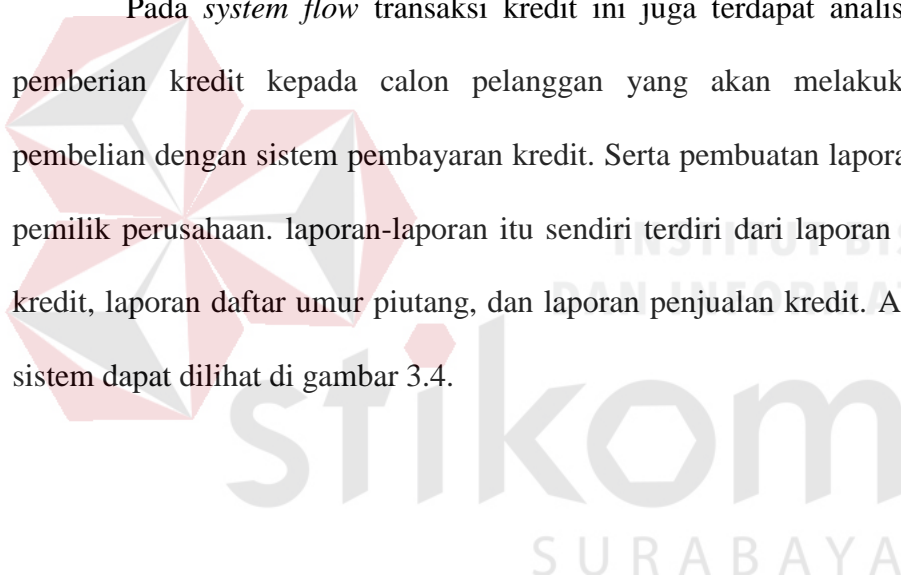 Pada system flow transaksi kredit ini juga terdapat analis
pemberian kredit kepada calon pelanggan yang akan melakuk
pembelian dengan sistem pembayaran kredit. Serta pembuatan lapora
pemilik perusahaan. laporan-laporan itu sendiri terdiri dari laporan
INSTITUT BIS
kredit, laporan daftar umur piutang, dan laporan penjualan kredit. A
DAN INFORMAT
sistem dapat dilihat di gambar 3.4.
stikom
SURABAYA